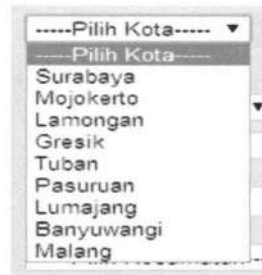 -----Pilih Kota----- ▼
-----Pilih Kota-----
Surabaya
Mojokerto
Lamongan
Gresik
Tuban
Pasuruan
Lumajang
Banyuwangi
Malang